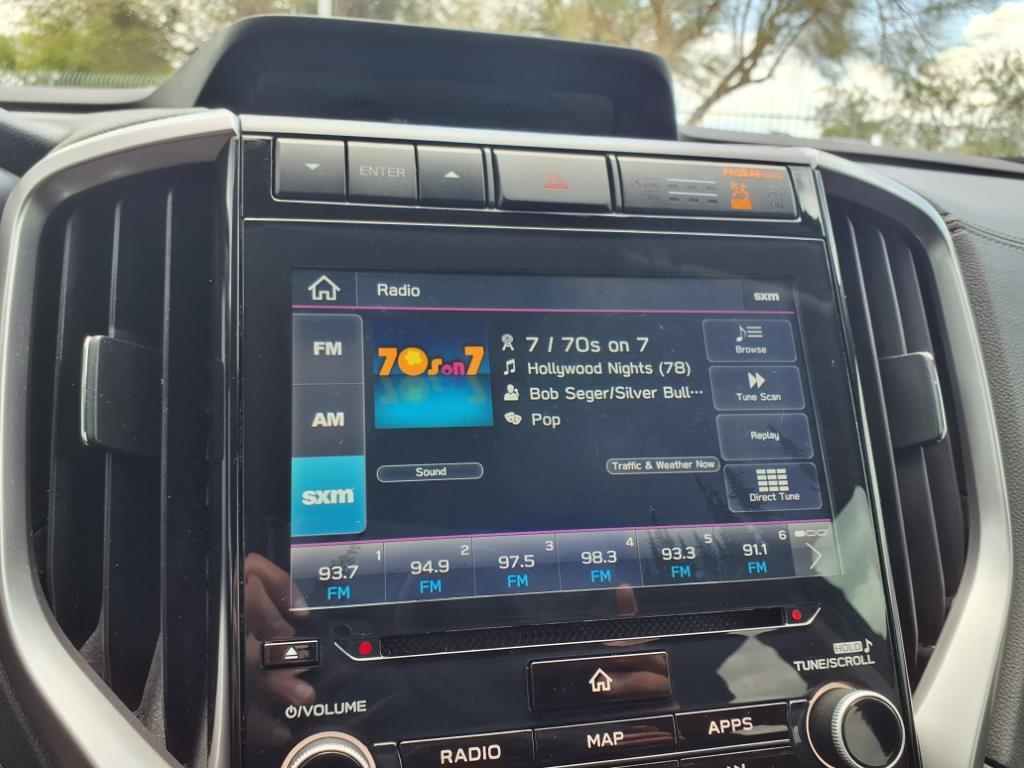 ENTER
PASS AIR BAG
Radio
sxm
FM
AM
sxm
70s on 7
7 / 70s on 7
Hollywood Nights (78)
Bob Seger/Silver Bull...
Pop
Browse
Tune Scan
Replay
Direct Tune
Sound
Traffic & Weather Now
1
93.7
FM
2
94.9
FM
3
97.5
FM
4
98.3
FM
5
93.3
FM
6
91.1
FM
HOLD
TUNE/SCROLL
/VOLUME
RADIO
MAP
APPS